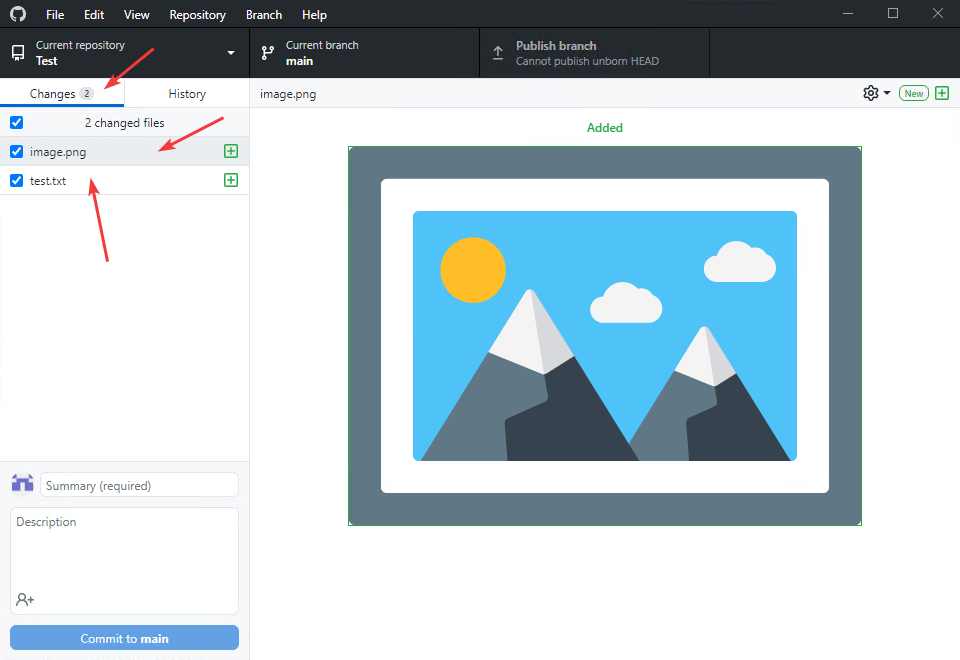 File Edit View Repository Branch Help
Current repository
Test
Current branch
main
Publish branch
Cannot publish unborn HEAD
Changes 2 History
image.png
New
2 changed files
image.png
test.txt
Added
Summary (required)
Description
Commit to main